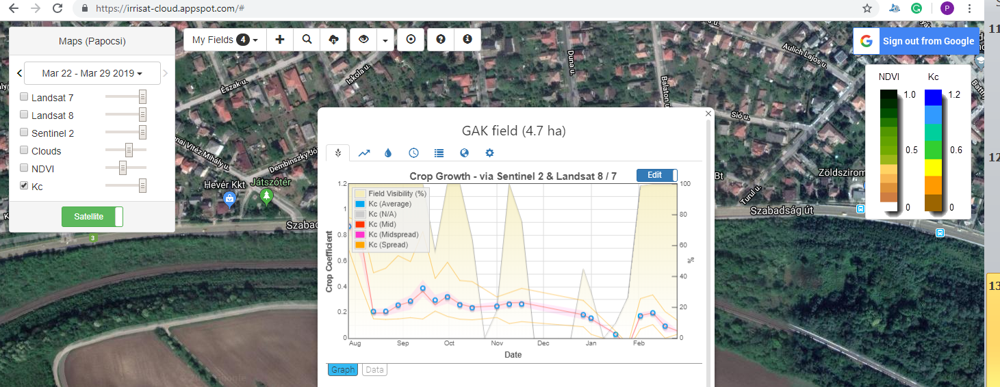 https://irrisat-cloud.appspot.com/#
P
Maps (Papocsi)
My Fields 4
Sign out from Google
Mar 22 - Mar 29 2019
Landsat 7
Landsat 8
Sentinel 2
Clouds
NDVI
Kc
Satellite
3
Észak u.
Iskola u.
Duna u.
Balaton u.
Sió u.
Aulich Lajos u.
Turul u.
Dembinszky
Mihály u.
Hevér Kkt
Játszótér
Szabadság út
Zöldszirom
Bt
NDVI Kc
1.0 1.2
0.5 0.6
0 0
11
12
13
GAK field (4.7 ha)
Crop Growth - via Sentinel 2 & Landsat 8 / 7
Edit
Field Visibility (%)
Kc (Average)
Kc (N/A)
Kc (Mid)
Kc (Midspread)
Kc (Spread)
Crop Coefficient
1.2
1
0.8
0.6
0.4
0.2
0
100
80
60
40
20
0
%
Aug Sep Oct Nov Dec Jan Feb
Date
Graph Data